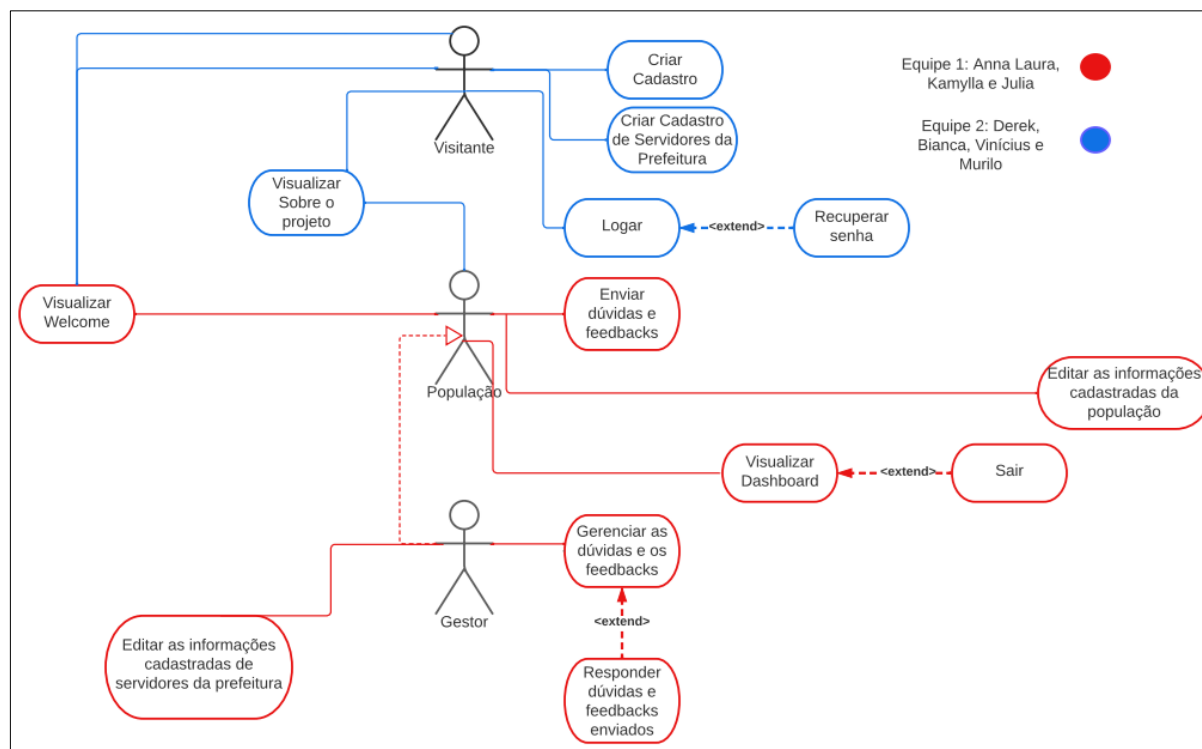 Visitante
Criar
Cadastro
Criar Cadastro
de Servidores da
Prefeitura
Equipe 1: Anna Laura,
Kamylla e Julia
Equipe 2: Derek,
Bianca, Vinícius e
Murilo
Visualizar
Sobre o
projeto
Logar
<extend>
Recuperar
senha
Visualizar
Welcome
População
Enviar
dúvidas e
feedbacks
Editar as informações
cadastradas da
população
Visualizar
Dashboard
<extend>
Sair
Gestor
Gerenciar as
dúvidas e os
feedbacks
<extend>
Editar as informações
cadastradas de
servidores da prefeitura
Responder
dúvidas e
feedbacks
enviados